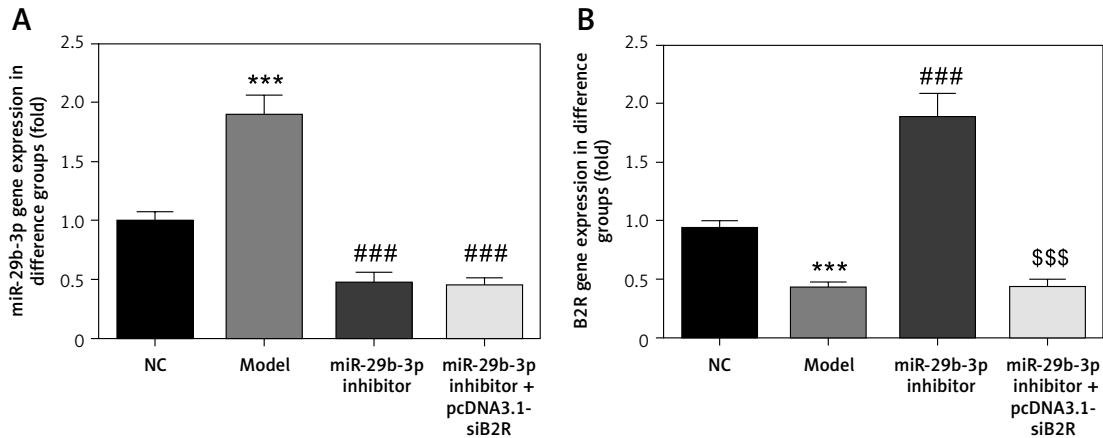 A
miR-29b-3p gene expression in
difference groups (fold)
2.5
2.0
1.5
1.0
0.5
0
***
###
###
NC
Model
miR-29b-3p
inhibitor
miR-29b-3p
inhibitor +
pcDNA3.1-
siB2R
B
B2R gene expression in difference
groups (fold)
2.5
2.0
1.5
1.0
0.5
0
***
###
$$$
NC
Model
miR-29b-3p
inhibitor
miR-29b-3p
inhibitor +
pcDNA3.1-
siB2R